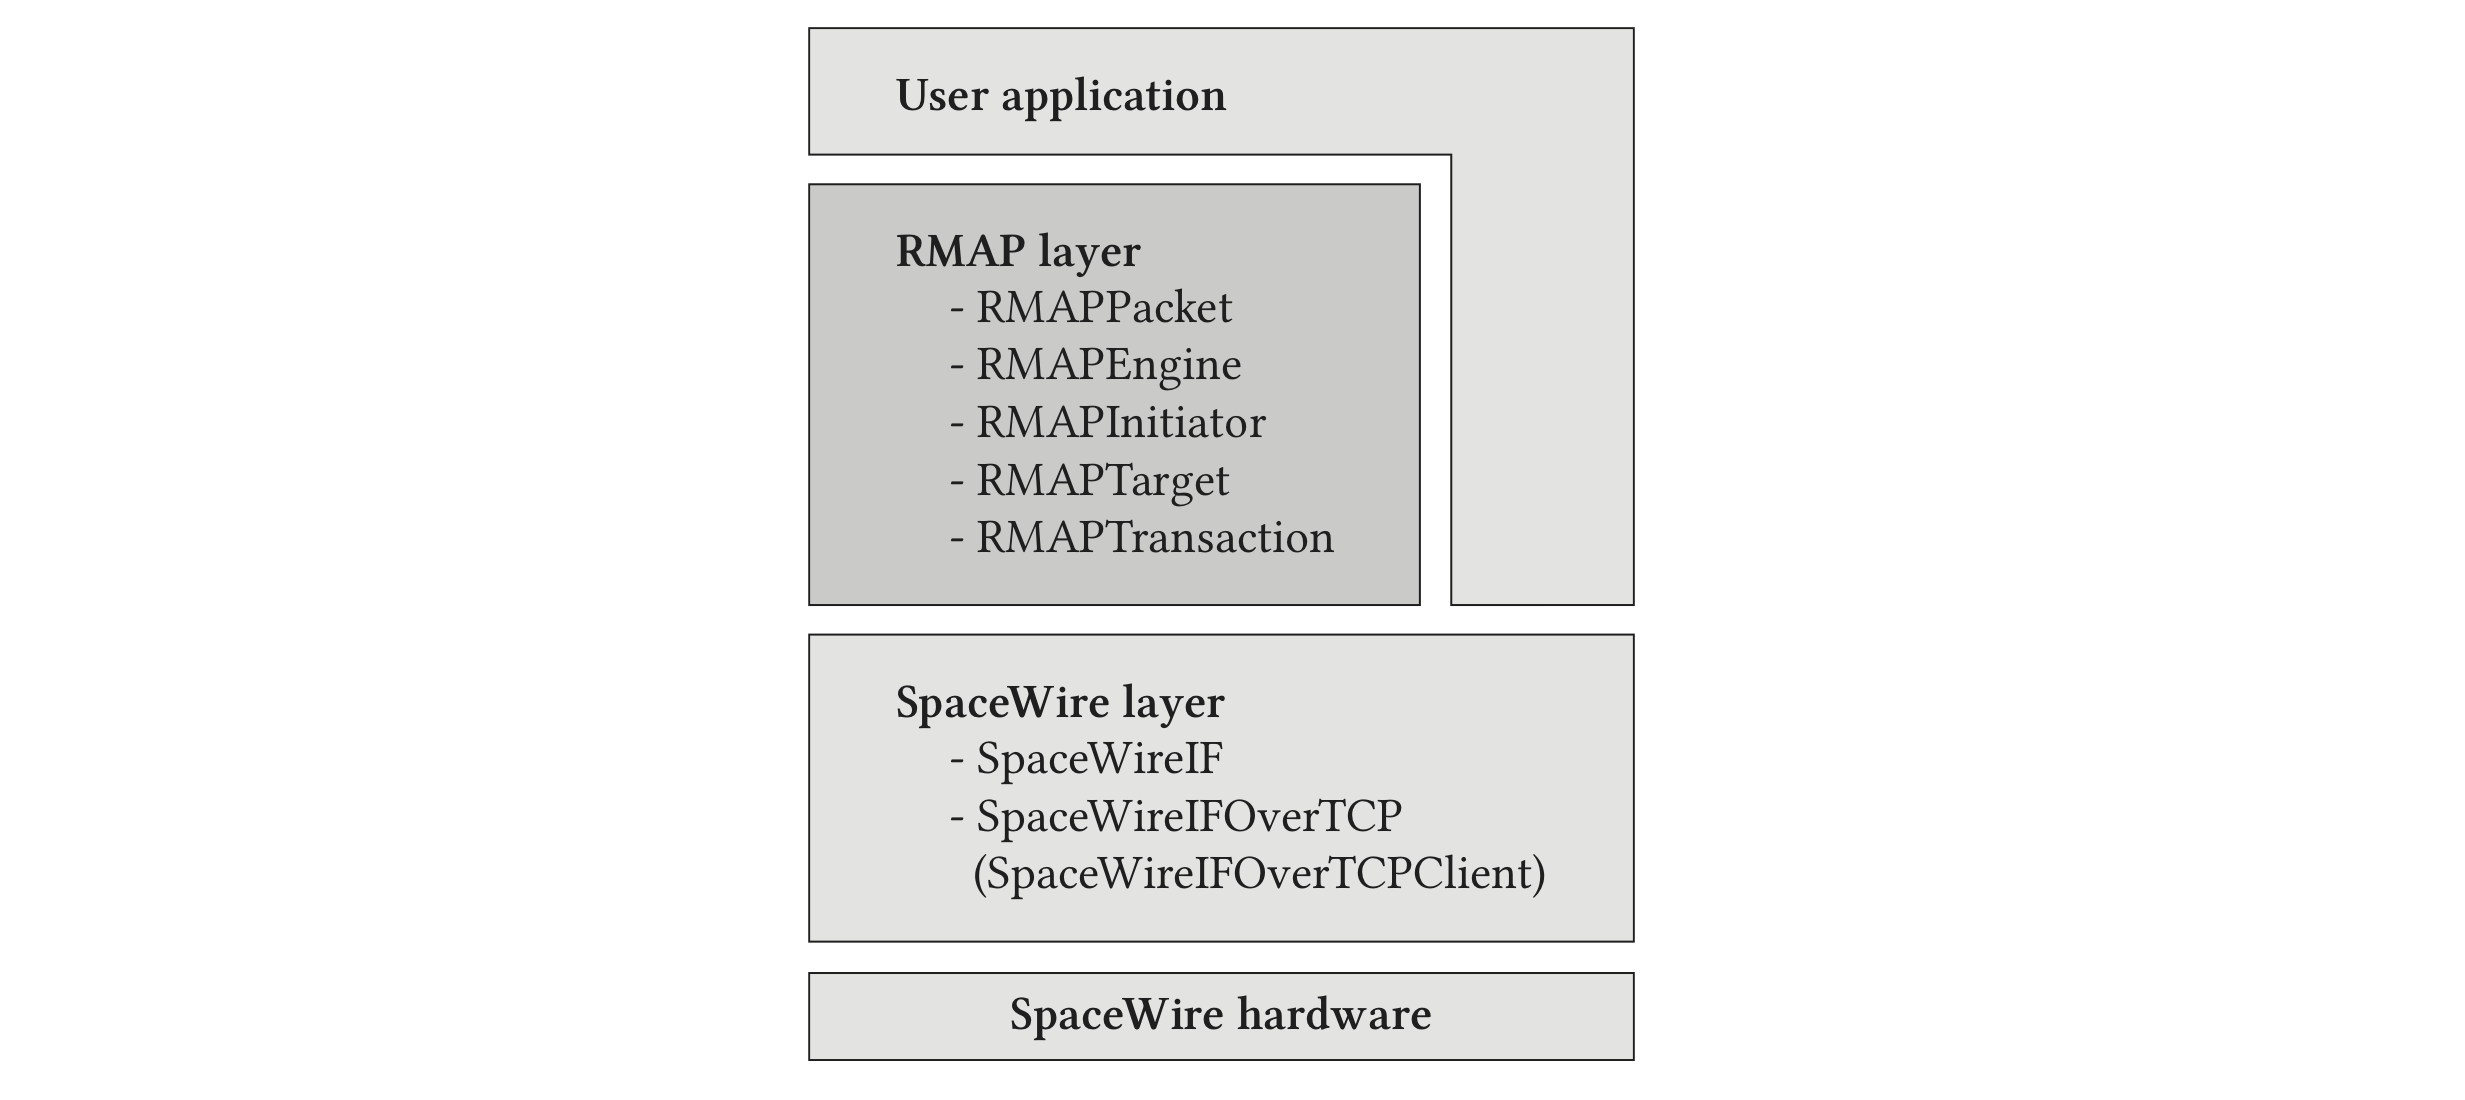 User application
RMAP layer
- RMAPPacket
- RMAPEngine
- RMAPInitiator
- RMAPTarget
- RMAPTransaction
SpaceWire layer
- SpaceWireIF
- SpaceWireIFOverTCP
(SpaceWireIFOverTCPClient)
SpaceWire hardware